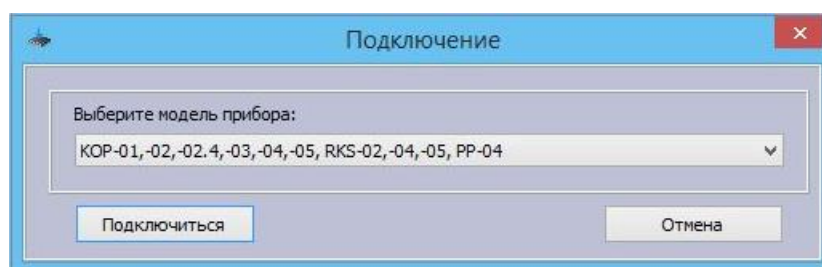 Подключение
Выберите модель прибора:
KOP-01,-02,-02.4,-03,-04,-05, RKS-02,-04,-05, PP-04
Подключиться
Отмена